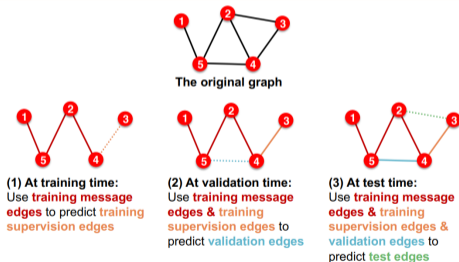 1
2
3
5
4
The original graph
1
2
3
5
4
(1) At training time:
Use training message
edges to predict training
supervision edges
1
2
3
5
4
(2) At validation time:
Use training message
edges & training
supervision edges to
predict validation edges
1
2
3
5
4
(3) At test time:
Use training message
edges & training
supervision edges &
validation edges to
predict test edges